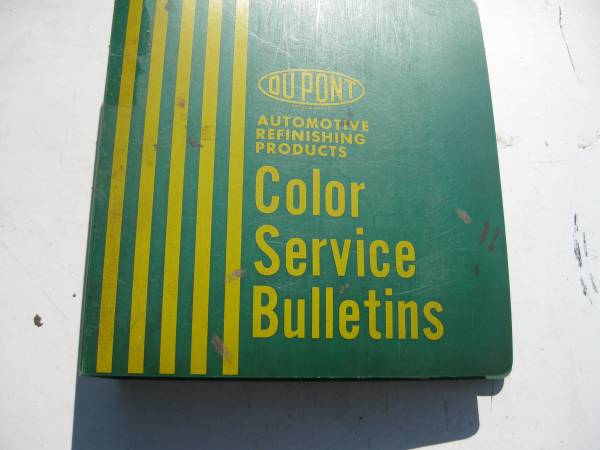 DU PONT
AUTOMOTIVE
REFINISHING
PRODUCTS
Color
Service
Bulletins